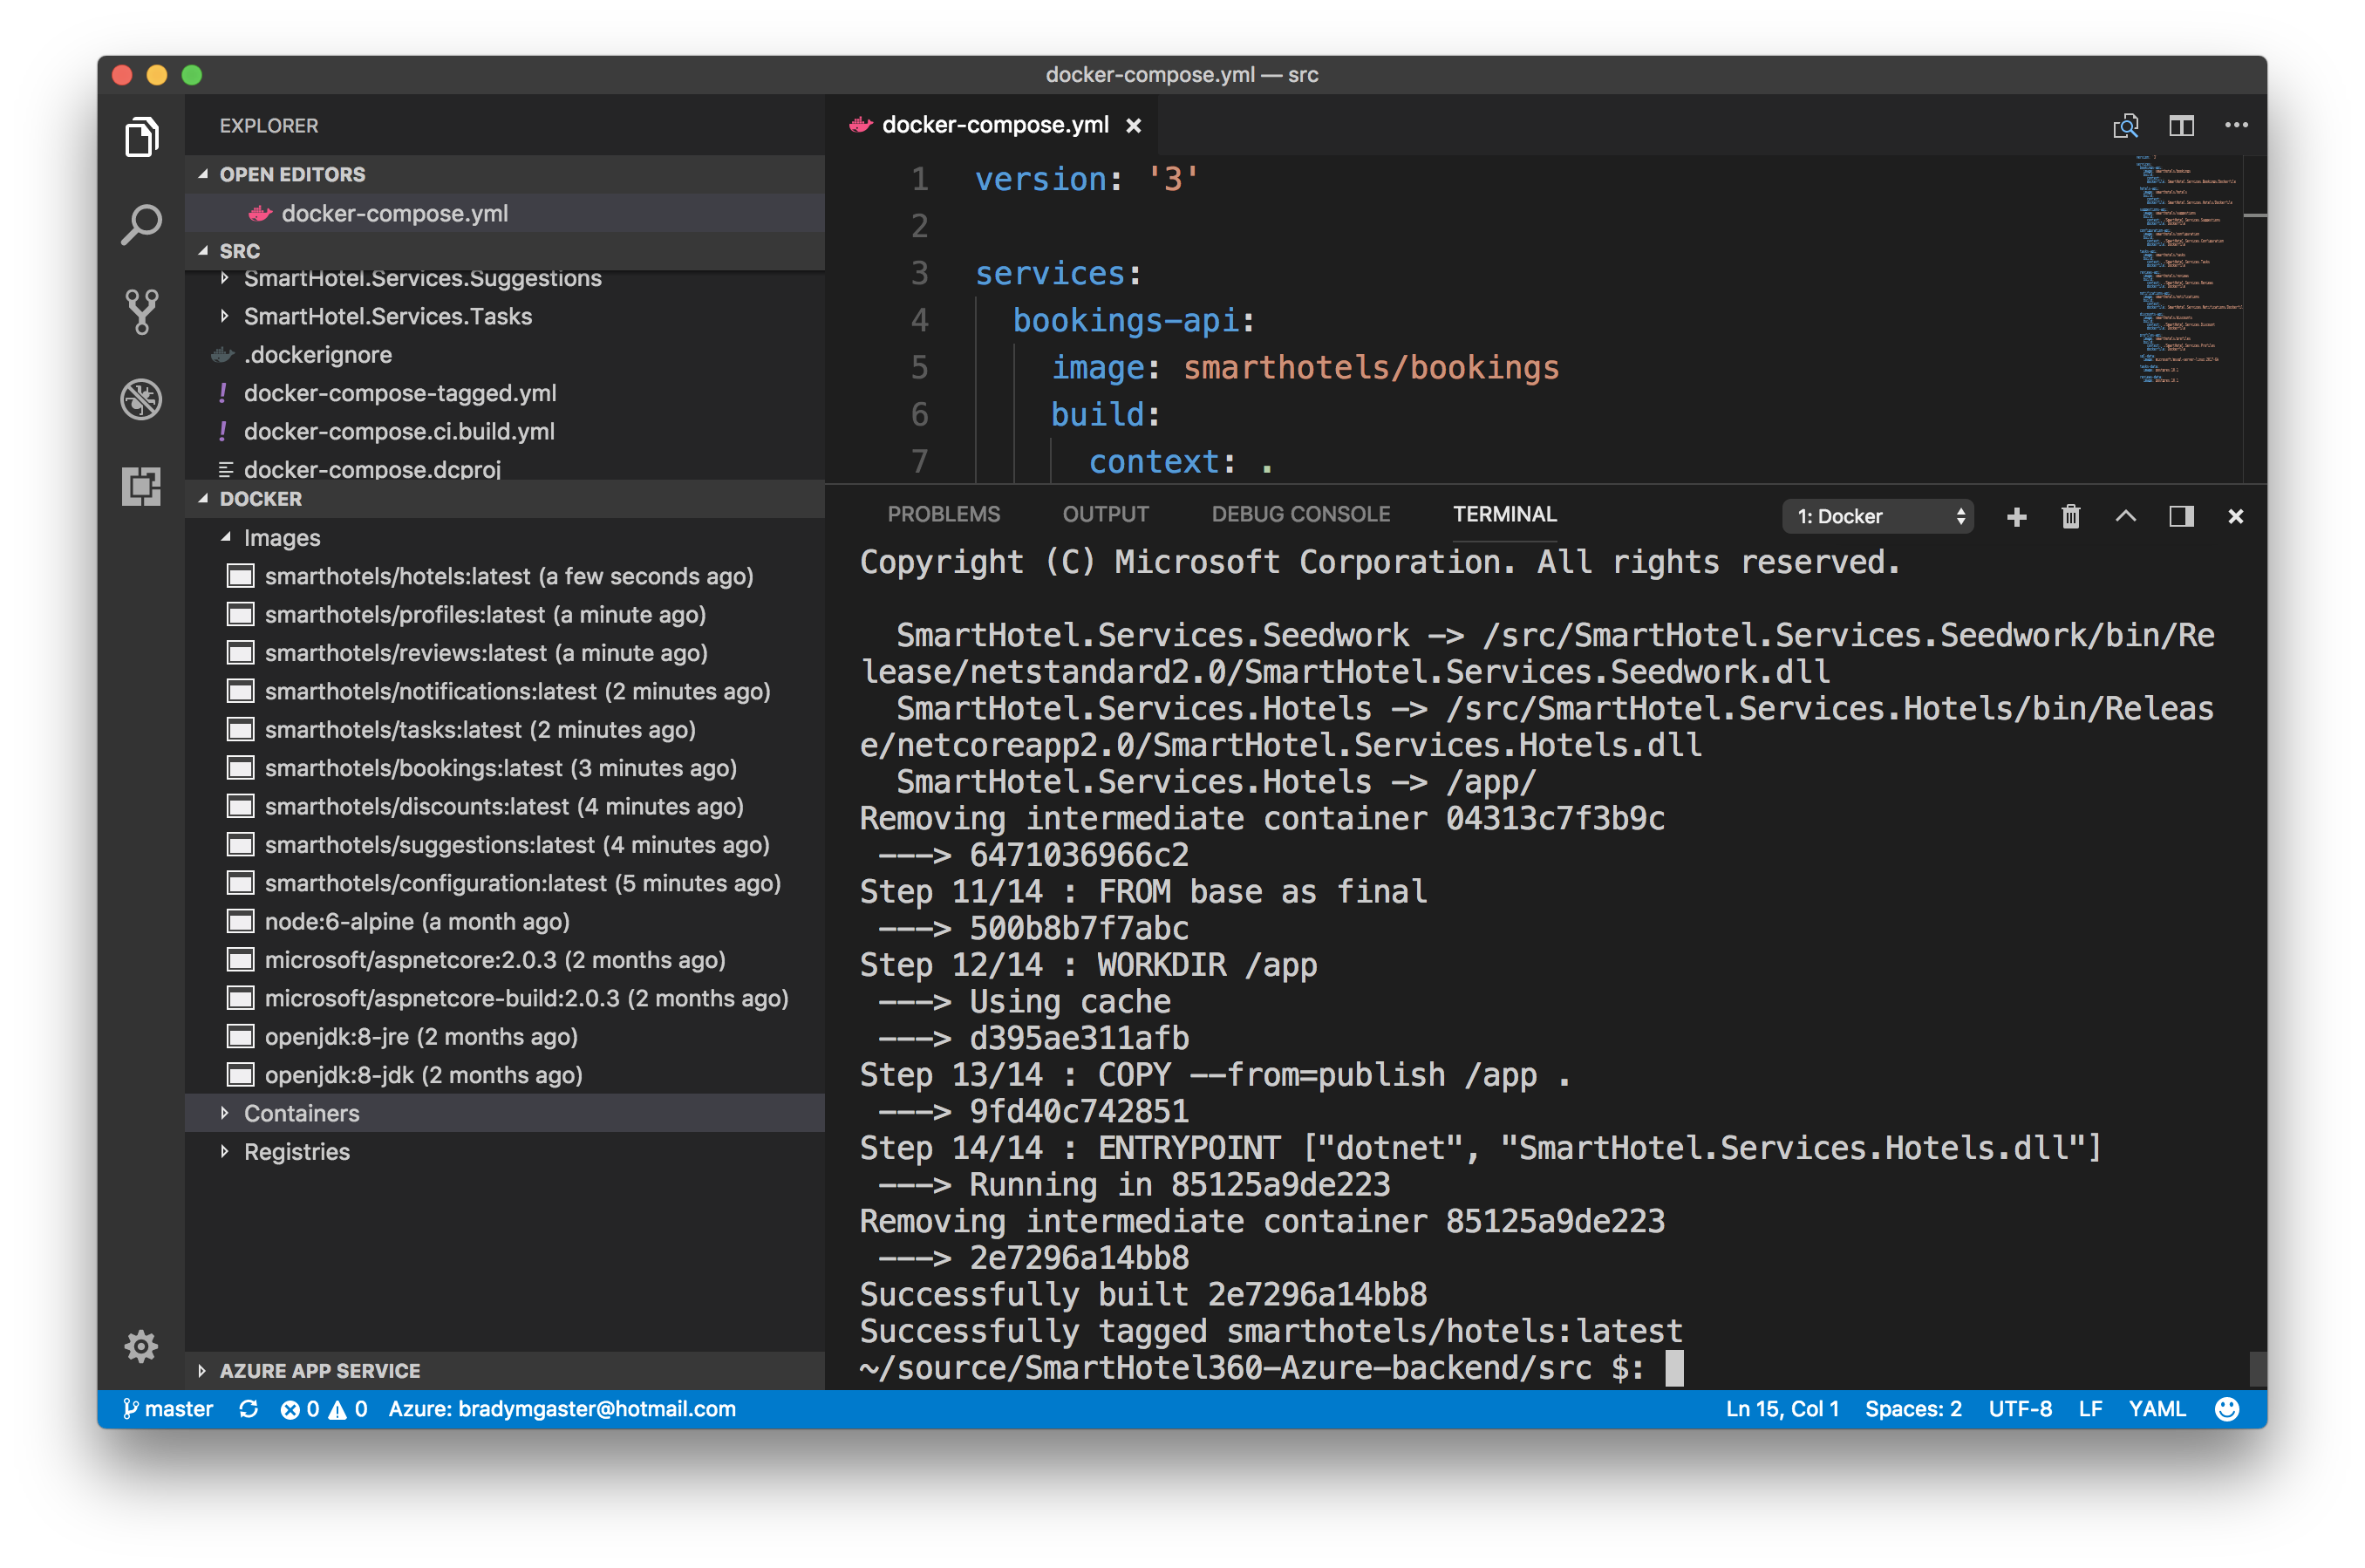 docker-compose.yml — src
EXPLORER
OPEN EDITORS
docker-compose.yml
SRC
SmartHotel.Services.Suggestions
SmartHotel.Services.Tasks
.dockerignore
! docker-compose-tagged.yml
! docker-compose.ci.build.yml
docker-compose.dcproj
DOCKER
Images
smarthotels/hotels:latest (a few seconds ago)
smarthotels/profiles:latest (a minute ago)
smarthotels/reviews:latest (a minute ago)
smarthotels/notifications:latest (2 minutes ago)
smarthotels/tasks:latest (2 minutes ago)
smarthotels/bookings:latest (3 minutes ago)
smarthotels/discounts:latest (4 minutes ago)
smarthotels/suggestions:latest (4 minutes ago)
smarthotels/configuration:latest (5 minutes ago)
node:6-alpine (a month ago)
microsoft/aspnetcore:2.0.3 (2 months ago)
microsoft/aspnetcore-build:2.0.3 (2 months ago)
openjdk:8-jre (2 months ago)
openjdk:8-jdk (2 months ago)
Containers
Registries
AZURE APP SERVICE
docker-compose.yml
1 version: '3'
2
3 services:
4 bookings-api:
5 image: smarthotels/bookings
6 build:
7 context: .
PROBLEMS OUTPUT DEBUG CONSOLE TERMINAL 1: Docker
Copyright (C) Microsoft Corporation. All rights reserved.
SmartHotel.Services.Seedwork -> /src/SmartHotel.Services.Seedwork/bin/Re
lease/netstandard2.0/SmartHotel.Services.Seedwork.dll
SmartHotel.Services.Hotels -> /src/SmartHotel.Services.Hotels/bin/Releas
e/netcoreapp2.0/SmartHotel.Services.Hotels.dll
SmartHotel.Services.Hotels -> /app/
Removing intermediate container 04313c7f3b9c
---> 6471036966c2
Step 11/14 : FROM base as final
---> 500b8b7f7abc
Step 12/14 : WORKDIR /app
---> Using cache
---> d395ae311afb
Step 13/14 : COPY --from=publish /app .
---> 9fd40c742851
Step 14/14 : ENTRYPOINT ["dotnet", "SmartHotel.Services.Hotels.dll"]
---> Running in 85125a9de223
Removing intermediate container 85125a9de223
---> 2e7296a14bb8
Successfully built 2e7296a14bb8
Successfully tagged smarthotels/hotels:latest
~/source/SmartHotel360-Azure-backend/src $:
master 0 0 Azure: bradymgaster@hotmail.com Ln 15, Col 1 Spaces: 2 UTF-8 LF YAML